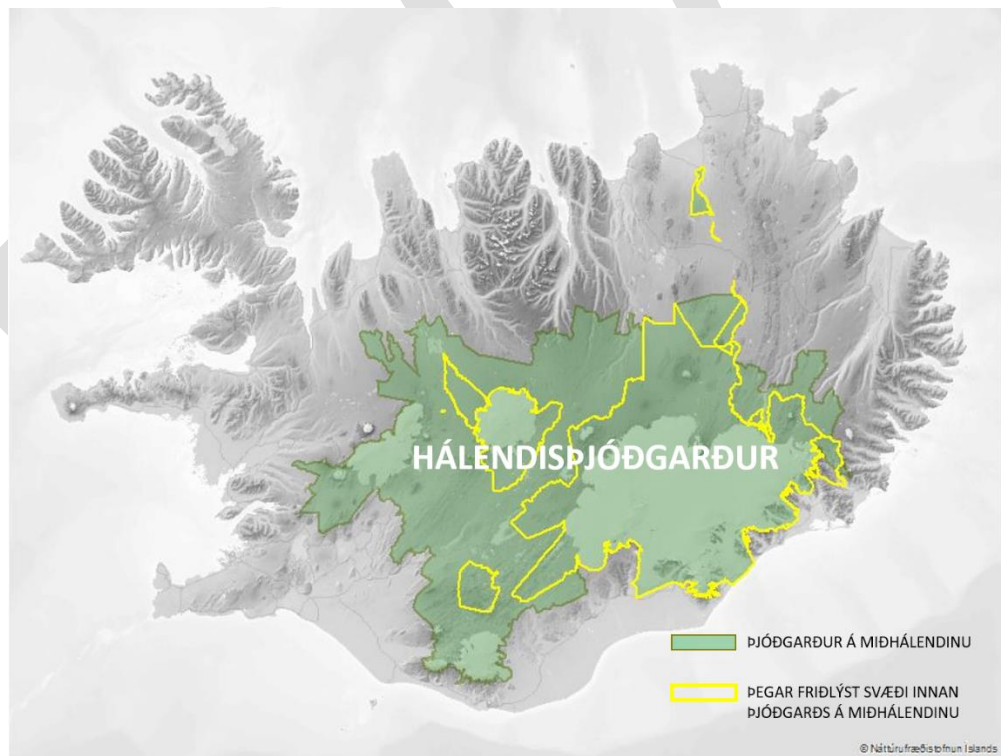 HÁLENDISÞJÓÐGARÐUR
ÞJÓÐGARÐUR Á MIÐHÁLENDINU
ÞEGAR FRIÐLÝST SVÆÐI INNAN
ÞJÓÐGARÐS Á MIÐHÁLENDINU
© Náttúrufræðistofnun Íslands